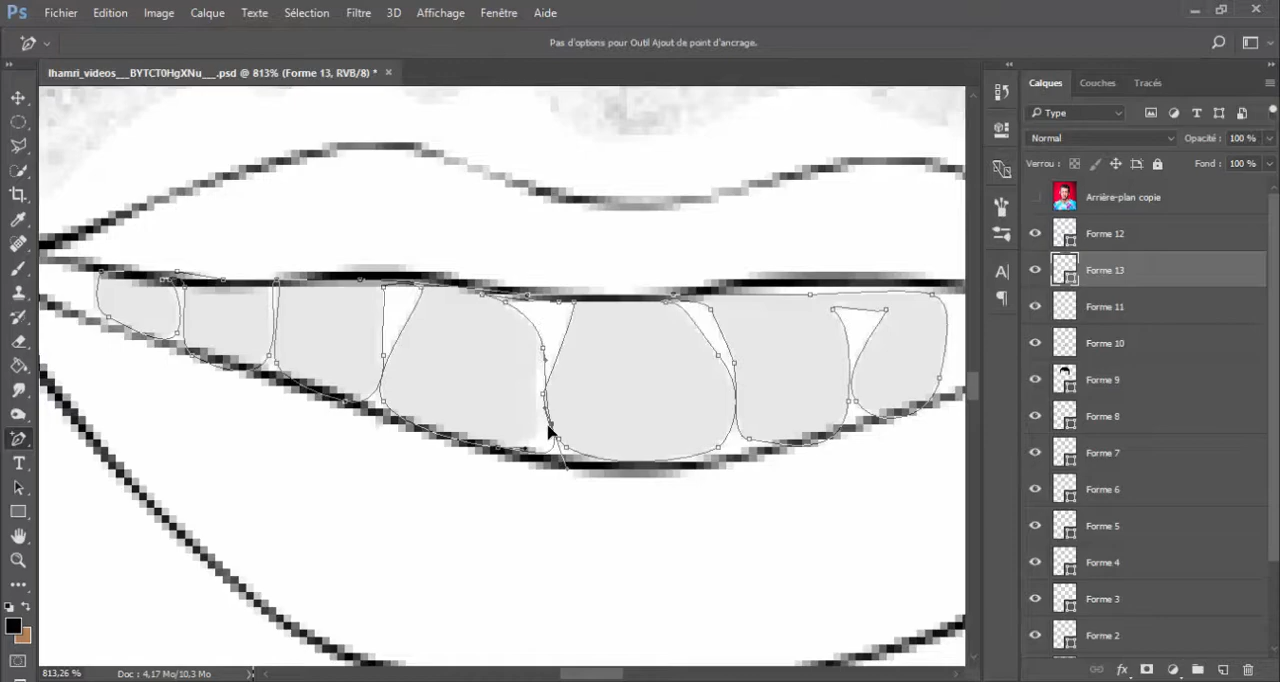 Ps Fichier Edition Image Calque Texte Sélection Filtre 3D Affichage Fenêtre Aide
Pas d'options pour Outil Ajout de point d'ancrage.
lhamri_videos___BYTCT0HgXNu___.psd @ 813% (Forme 13, RVB/8) *
Calques Couches Tracés
Type
Normal Opacité : 100 %
Verrou : Fond : 100 %
Arrière-plan copie
Forme 12
Forme 13
Forme 11
Forme 10
Forme 9
Forme 8
Forme 7
Forme 6
Forme 5
Forme 4
Forme 3
Forme 2
813,26 % Doc : 4,17 Mo/10,3 Mo